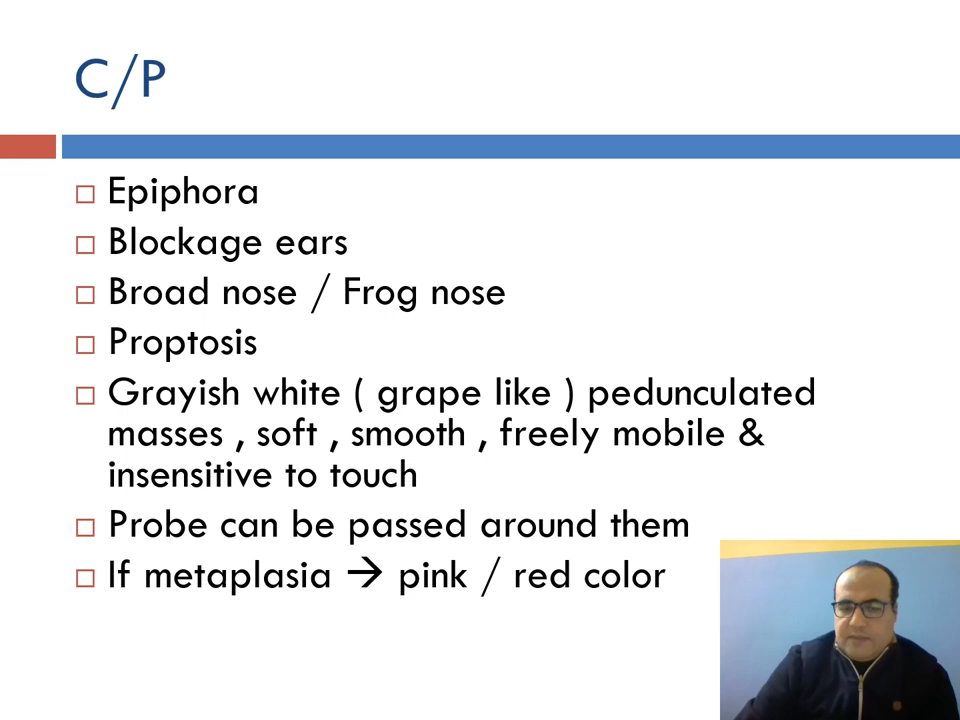 C/P
Epiphora
Blockage ears
Broad nose / Frog nose
Proptosis
Grayish white ( grape like ) pedunculated
masses , soft , smooth , freely mobile &
insensitive to touch
Probe can be passed around them
If metaplasia → pink / red color